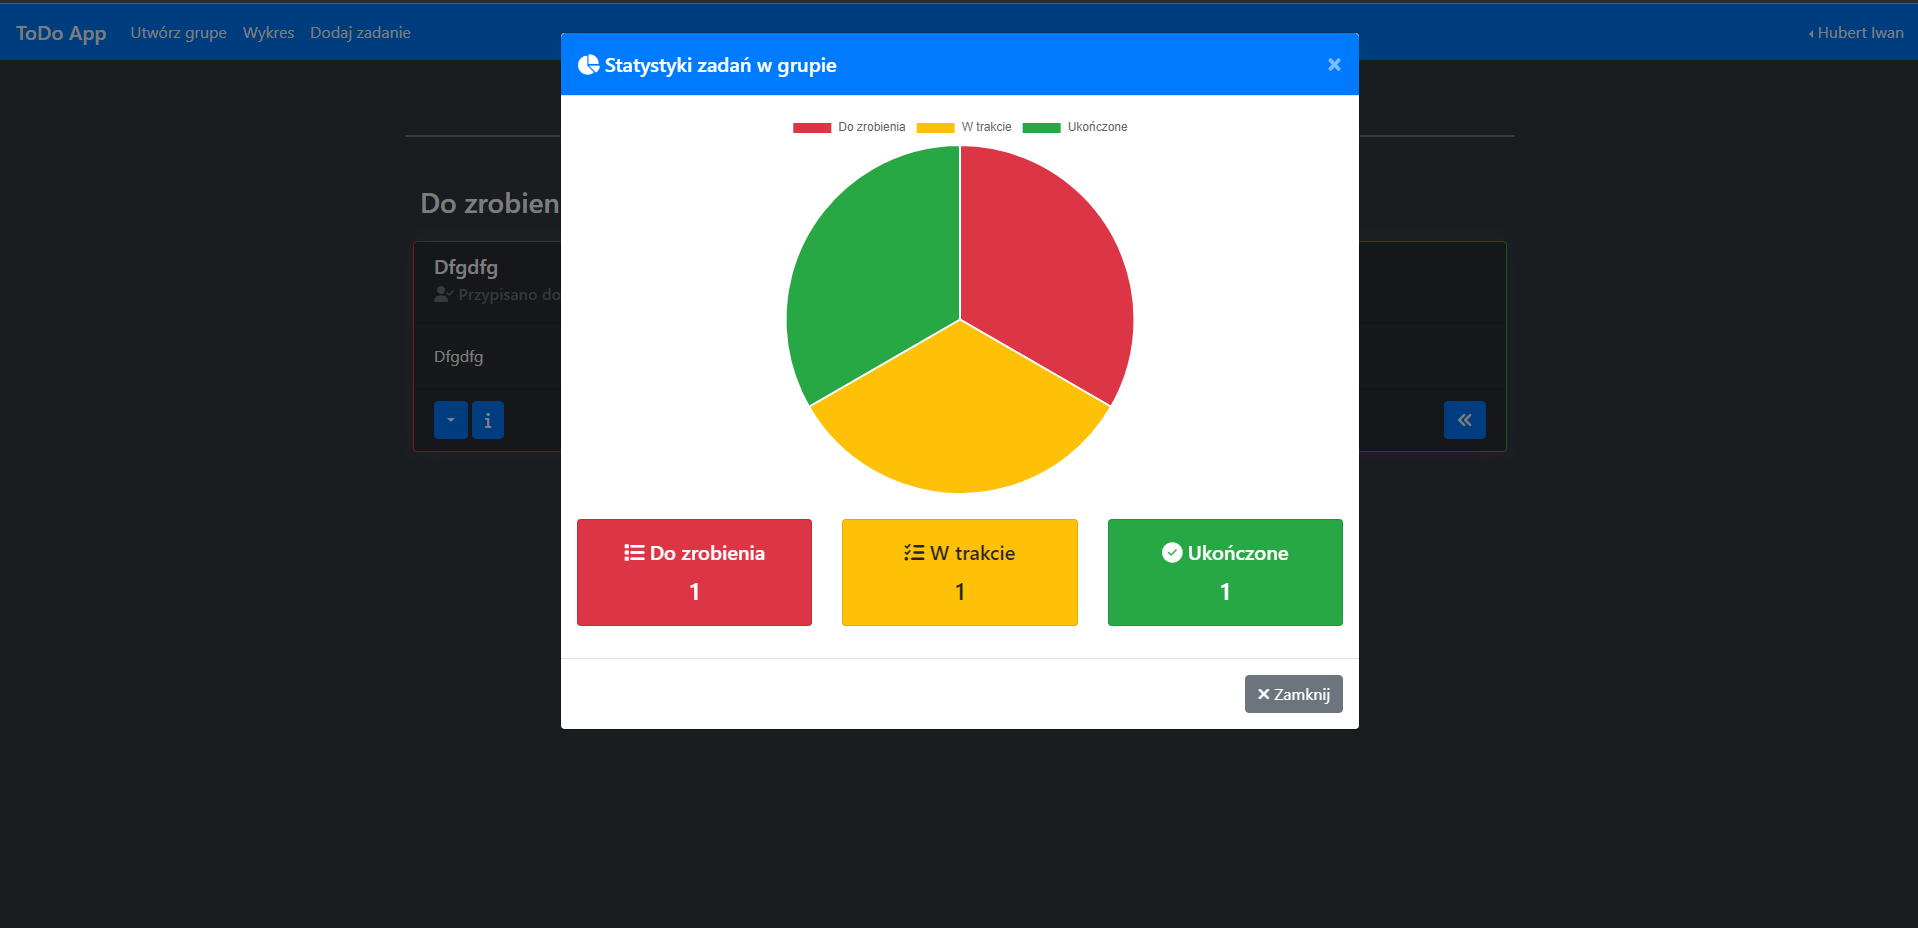 ToDo App Utwórz grupe Wykres Dodaj zadanie Hubert Iwan
Statystyki zadań w grupie ×
Do zrobienia W trakcie Ukończone
Do zrobien
Dfgdfg
Przypisano do
Dfgdfg
Do zrobienia
1
W trakcie
1
Ukończone
1
Zamknij